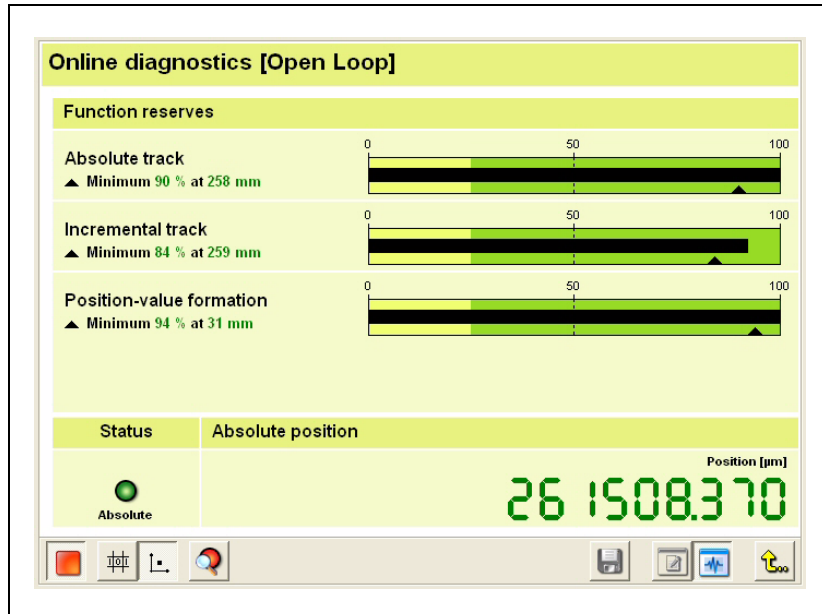 Online diagnostics [Open Loop]
Function reserves
Absolute track
▲ Minimum 90 % at 258 mm
0 50 100
Incremental track
▲ Minimum 84 % at 259 mm
0 50 100
Position-value formation
▲ Minimum 94 % at 31 mm
0 50 100
Status
Absolute position
Position [µm]
261508.370
Absolute